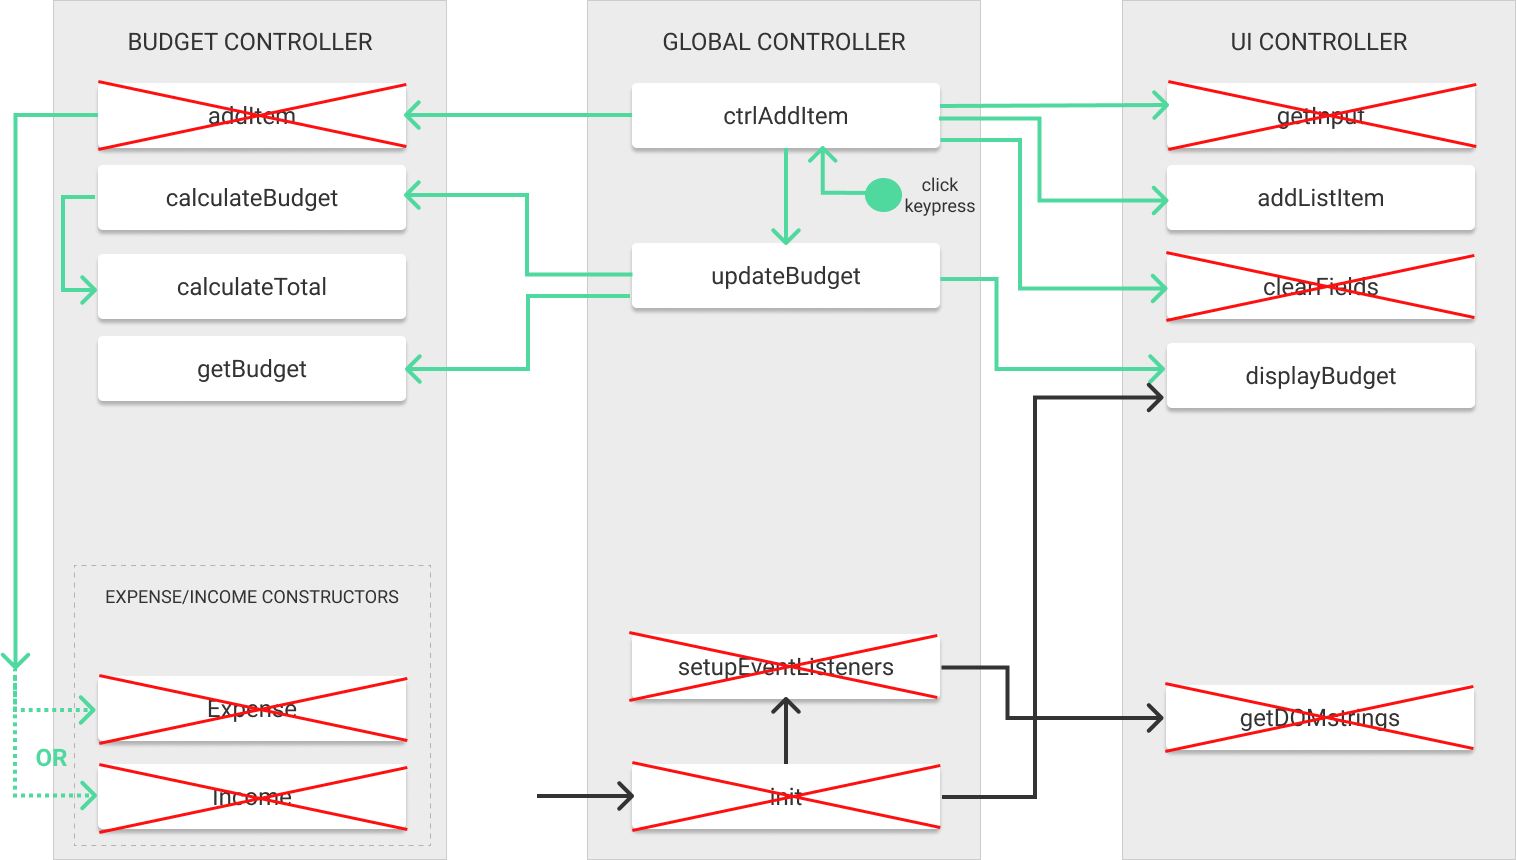 BUDGET CONTROLLER
addItem
calculateBudget
calculateTotal
getBudget
EXPENSE/INCOME CONSTRUCTORS
Expense
OR
Income
GLOBAL CONTROLLER
ctrlAddItem
click
keypress
updateBudget
setupEventListeners
init
UI CONTROLLER
getInput
addListItem
clearFields
displayBudget
getDOMstrings